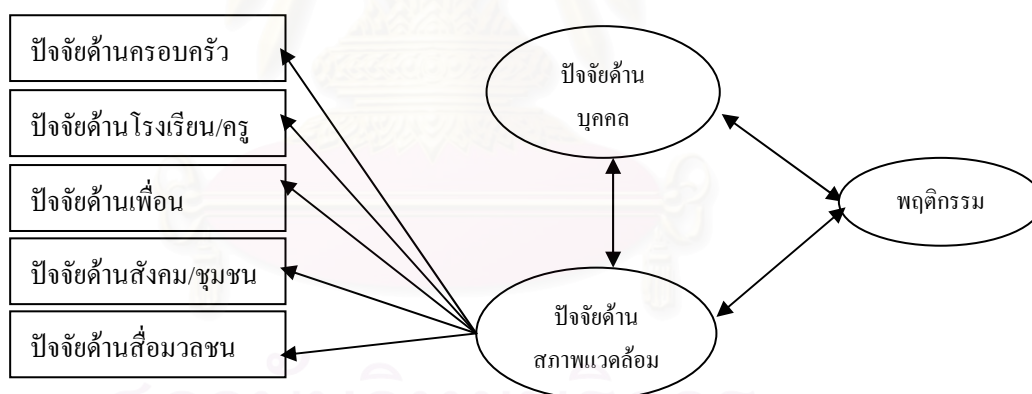 ปัจจัยด้านครอบครัว
ปัจจัยด้านโรงเรียน/ครู
ปัจจัยด้านเพื่อน
ปัจจัยด้านสังคม/ชุมชน
ปัจจัยด้านสื่อมวลชน
ปัจจัยด้าน
บุคคล
ปัจจัยด้าน
สภาพแวดล้อม
พฤติกรรม